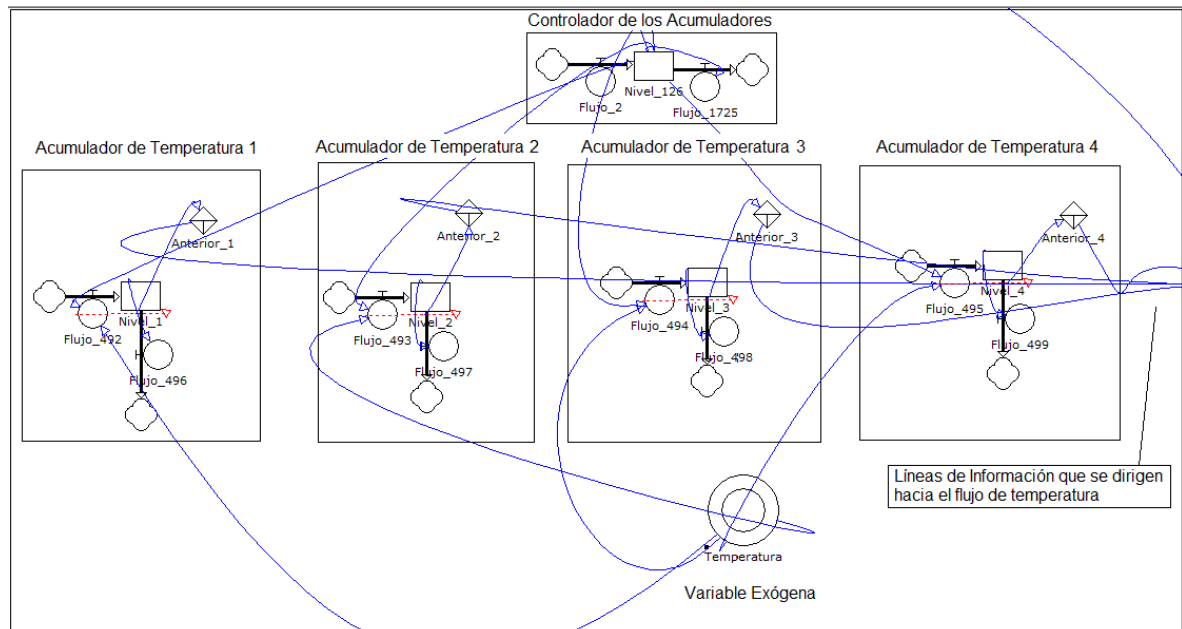 Controlador de los Acumuladores
Nivel_126
Flujo_2
Flujo_1725
Acumulador de Temperatura 1
Acumulador de Temperatura 2
Acumulador de Temperatura 3
Acumulador de Temperatura 4
Anterior_1
Nivel_1
Flujo_492
Flujo_496
Anterior_2
Nivel_2
Flujo_493
Flujo_497
Anterior_3
Nivel_3
Flujo_494
Flujo_498
Anterior_4
Nivel_4
Flujo_495
Flujo_499
Líneas de Información que se dirigen
hacia el flujo de temperatura
Temperatura
Variable Exógena